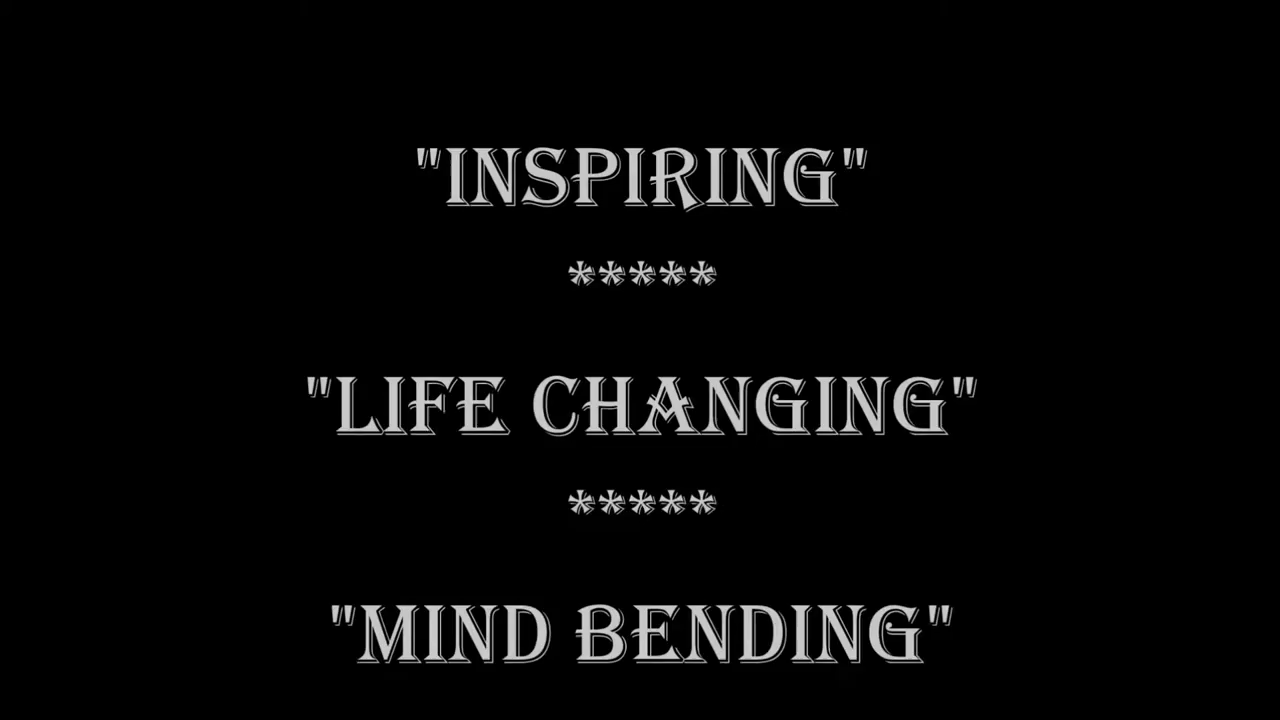 "INSPIRING"
*****
"LIFE CHANGING"
*****
"MIND BENDING"